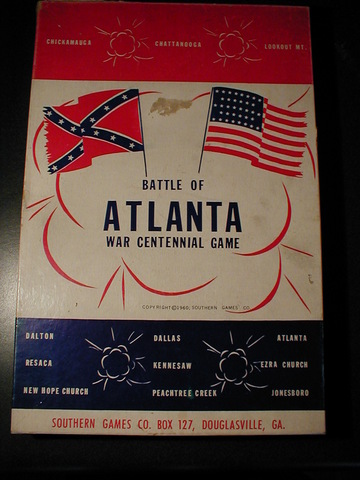 CHICKAMAUGA CHATTANOOGA LOOKOUT MT.
BATTLE OF
ATLANTA
WAR CENTENNIAL GAME
COPYRIGHT © 1960, SOUTHERN GAMES CO.
DALTON DALLAS ATLANTA
RESACA KENNESAW EZRA CHURCH
NEW HOPE CHURCH PEACHTREE CREEK JONESBORO
SOUTHERN GAMES CO. BOX 127, DOUGLASVILLE, GA.